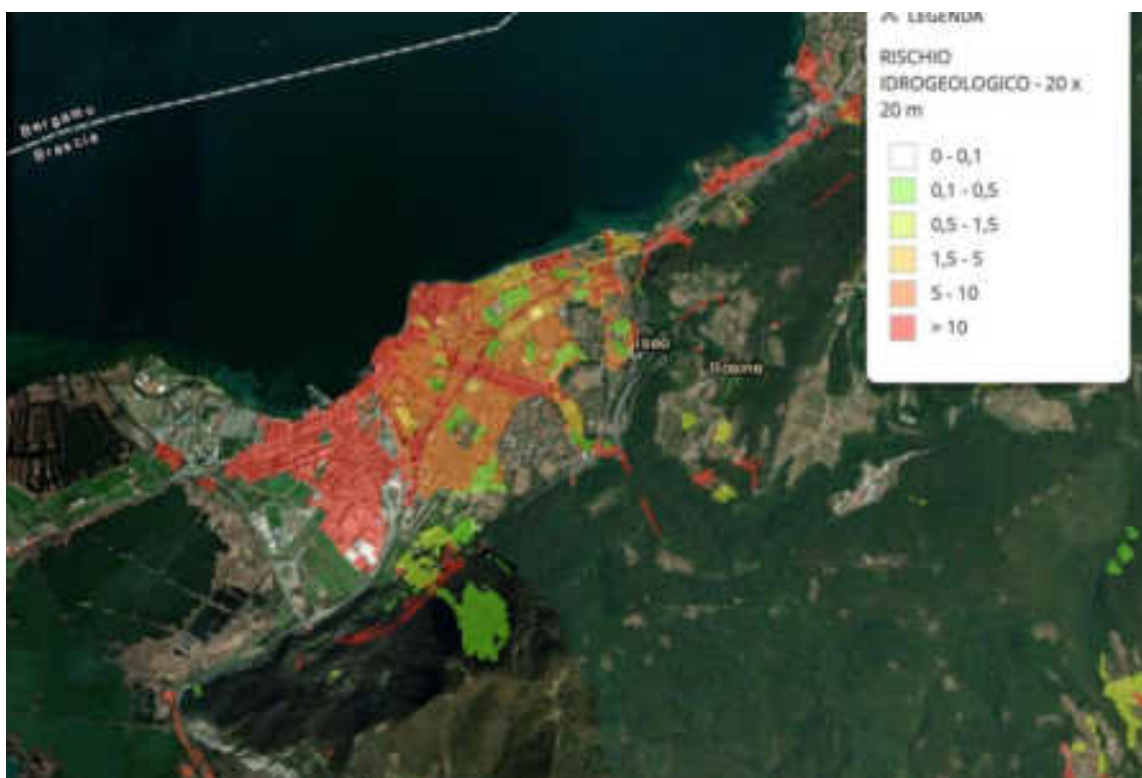 LEGENDA
RISCHIO
IDROGEOLOGICO - 20 x
20 m
0 - 0,1
0,1 - 0,5
0,5 - 1,5
1,5 - 5
5 - 10
> 10
Bergamo
Brescia
Iseo